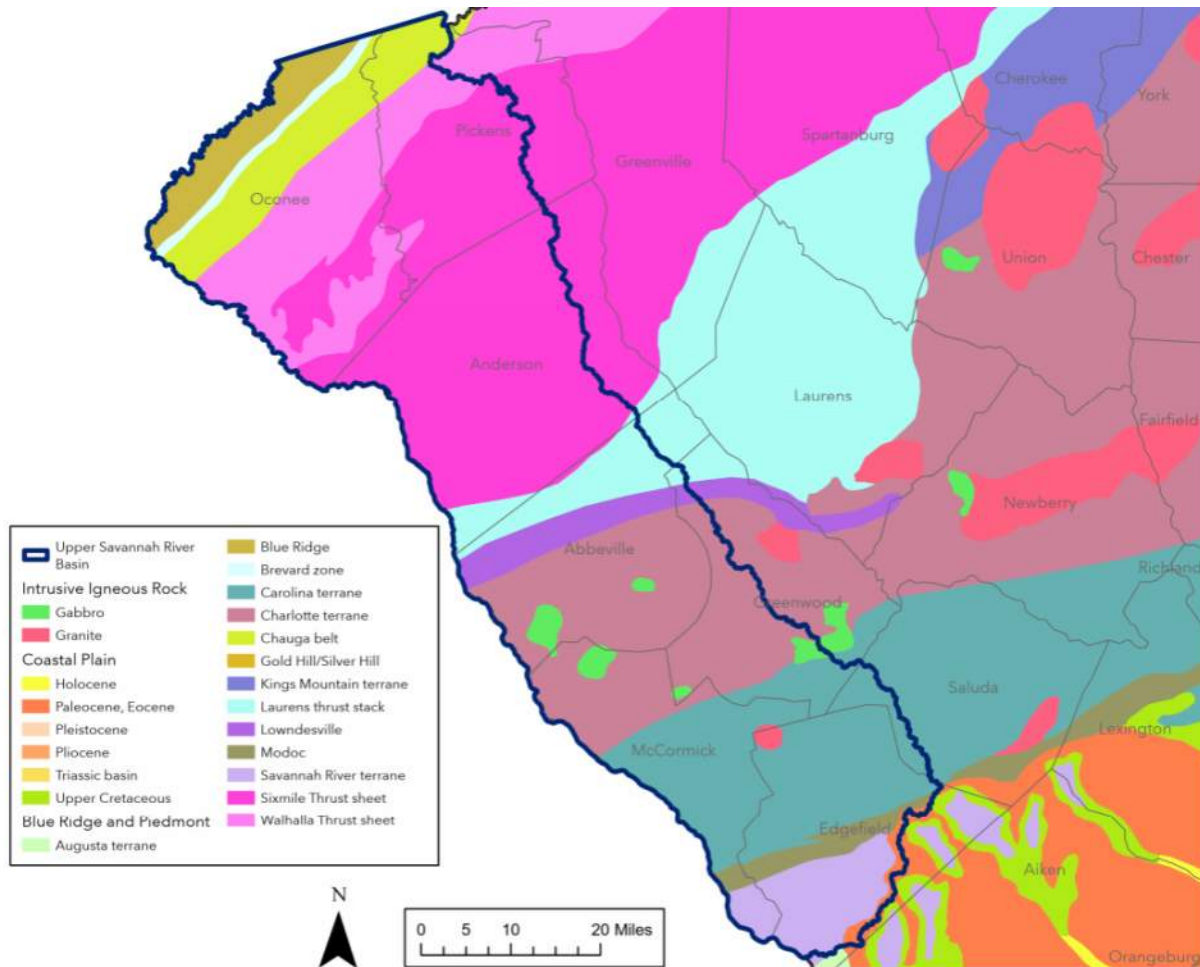 Cherokee
York
Pickens
Spartanburg
Greenville
Oconee
Union
Chester
Anderson
Laurens
Fairfield
Newberry
Abbeville
Richland
Greenwood
Saluda
Lexington
McCormick
Edgefield
Aiken
Orangeburg
Upper Savannah River
Basin
Intrusive Igneous Rock
Gabbro
Granite
Coastal Plain
Holocene
Paleocene, Eocene
Pleistocene
Pliocene
Triassic basin
Upper Cretaceous
Blue Ridge and Piedmont
Augusta terrane
Blue Ridge
Brevard zone
Carolina terrane
Charlotte terrane
Chauga belt
Gold Hill/Silver Hill
Kings Mountain terrane
Laurens thrust stack
Lowndesville
Modoc
Savannah River terrane
Sixmile Thrust sheet
Walhalla Thrust sheet
N
0 5 10 20 Miles